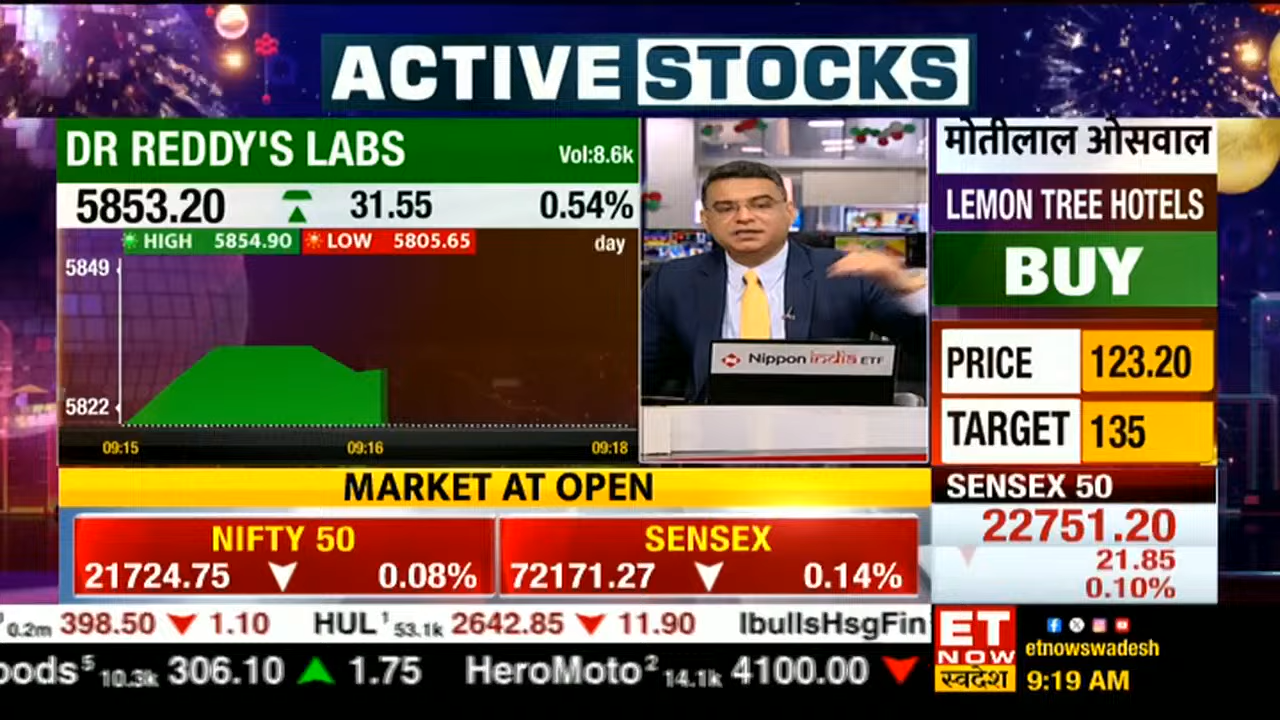 ACTIVE STOCKS
DR REDDY'S LABS
Vol:8.6k
5853.20 31.55 0.54%
HIGH 5854.90 LOW 5805.65
day
5849
5822
09:15 09:16 09:18
Nippon india ETF
मोतीलाल ओसवाल
LEMON TREE HOTELS
BUY
PRICE 123.20
TARGET 135
MARKET AT OPEN
NIFTY 50
21724.75 0.08%
SENSEX
72171.27 0.14%
SENSEX 50
22751.20
21.85
0.10%
0.2m 398.50 1.10 HUL 1 53.1k 2642.85 11.90 IbullsHsgFin
oods 5 10.3k 306.10 1.75 HeroMoto 2 14.1k 4100.00
ET
NOW
स्वदेश
etnowswadesh
9:19 AM